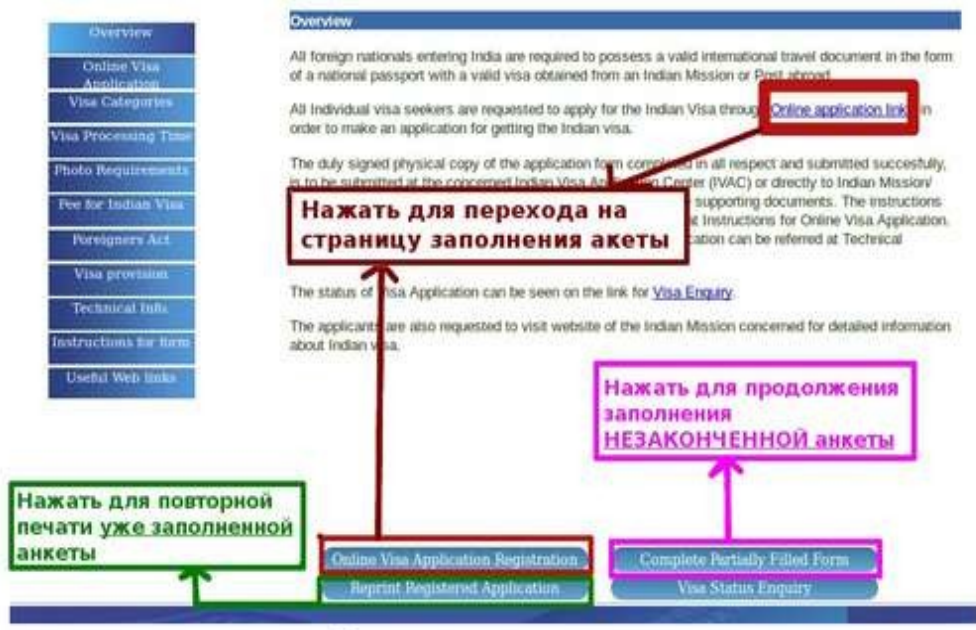 Overview
Online Visa
Application
Visa Categories
Visa Processing Time
Photo Requirements
Fee for Indian Visa
Foreigners Act
Visa provision
Technical Info
Instructions for form
Useful Web links
Overview
All foreign nationals entering India are required to possess a valid international travel document in the form
of a national passport with a valid visa obtained from an Indian Mission or Post abroad
All Individual visa seekers are requested to apply for the Indian Visa through Online application link in
order to make an application for getting the Indian visa.
The duly signed physical copy of the application form completed in all respect and submitted succesfully,
is to be submitted at the concerned Indian Visa Application Center (IVAC) or directly to Indian Mission/
supporting documents. The instructions
at Instructions for Online Visa Application.
can be referred at Technical
Нажать для перехода на
страницу заполнения акеты
The status of Visa Application can be seen on the link for Visa Enquiry.
The applicants are also requested to visit website of the Indian Mission concerned for detailed information
about Indian visa.
Нажать для продолжения
заполнения
НЕЗАКОНЧЕННОЙ анкеты
Нажать для повторной
печати уже заполненной
анкеты
Online Visa Application Registration
Complete Partially Filled Form
Reprint Registered Application
Visa Status Enquiry